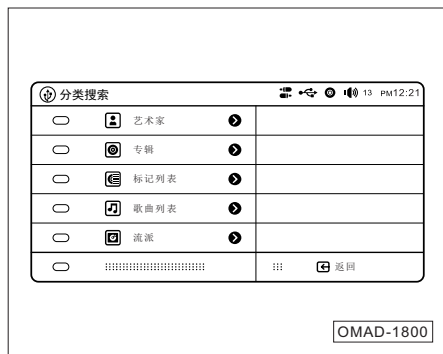 分类搜索 13 PM12:21
艺术家
专辑
标记列表
歌曲列表
流派
返回
OMAD-1800